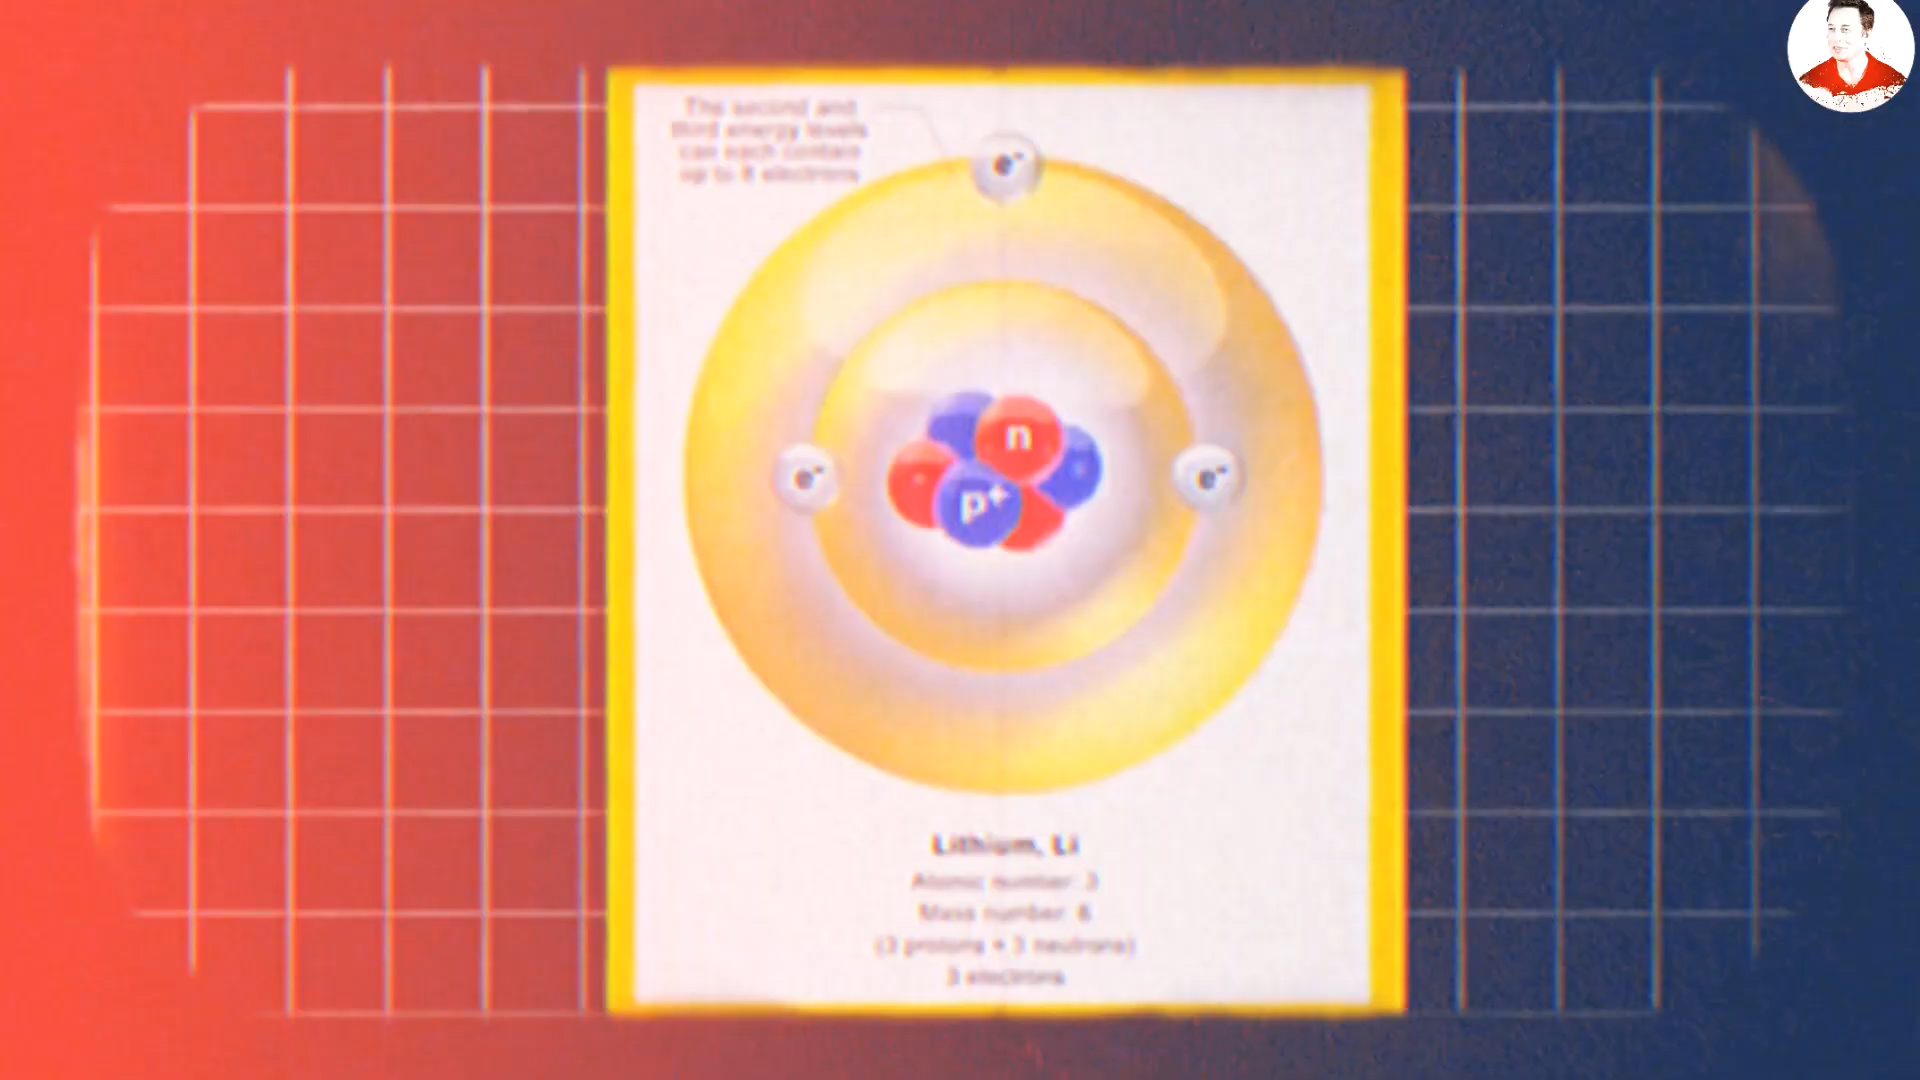 The second and
third energy levels
can each contain
up to 8 electrons
e⁻
n
e⁻
e⁻
p⁺
Lithium, Li
Atomic number: 3
Mass number: 6
(3 protons + 3 neutrons)
3 electrons